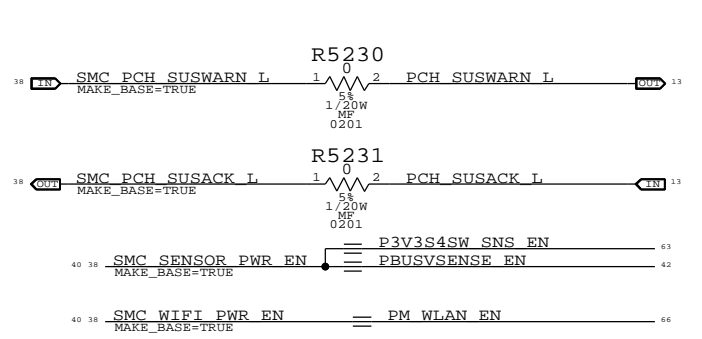 R5230
0
38 IN SMC_PCH_SUSWARN_L 1 2 PCH_SUSWARN_L OUT 13
MAKE_BASE=TRUE
5%
1/20W
MF
0201
R5231
0
38 OUT SMC_PCH_SUSACK_L 1 2 PCH_SUSACK_L IN 13
MAKE_BASE=TRUE
5%
1/20W
MF
0201
P3V3S4SW_SNS_EN 63
40 38 SMC_SENSOR_PWR_EN PBUSVSENSE_EN 42
MAKE_BASE=TRUE
40 38 SMC_WIFI_PWR_EN PM_WLAN_EN 66
MAKE_BASE=TRUE